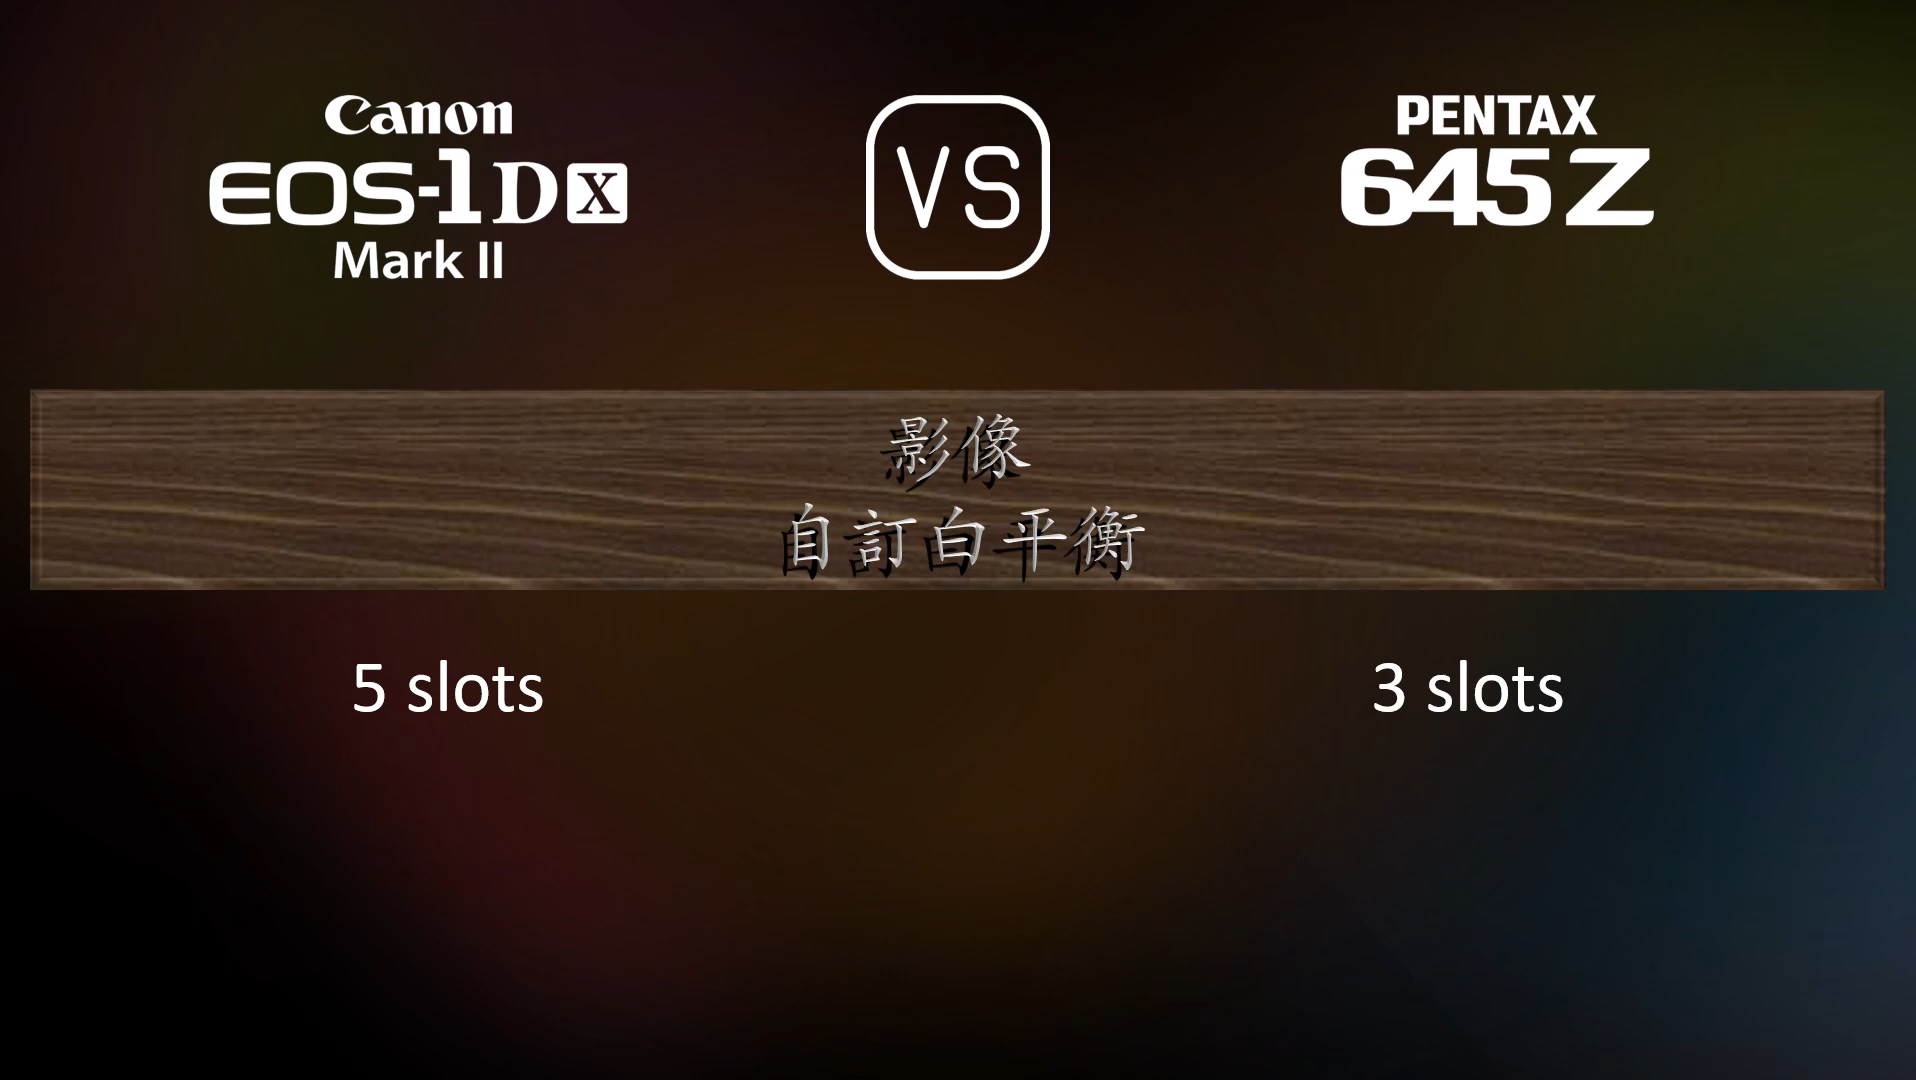 Canon
EOS-1D X
Mark II
VS
PENTAX
645Z
影像
自訂白平衡
5 slots
3 slots